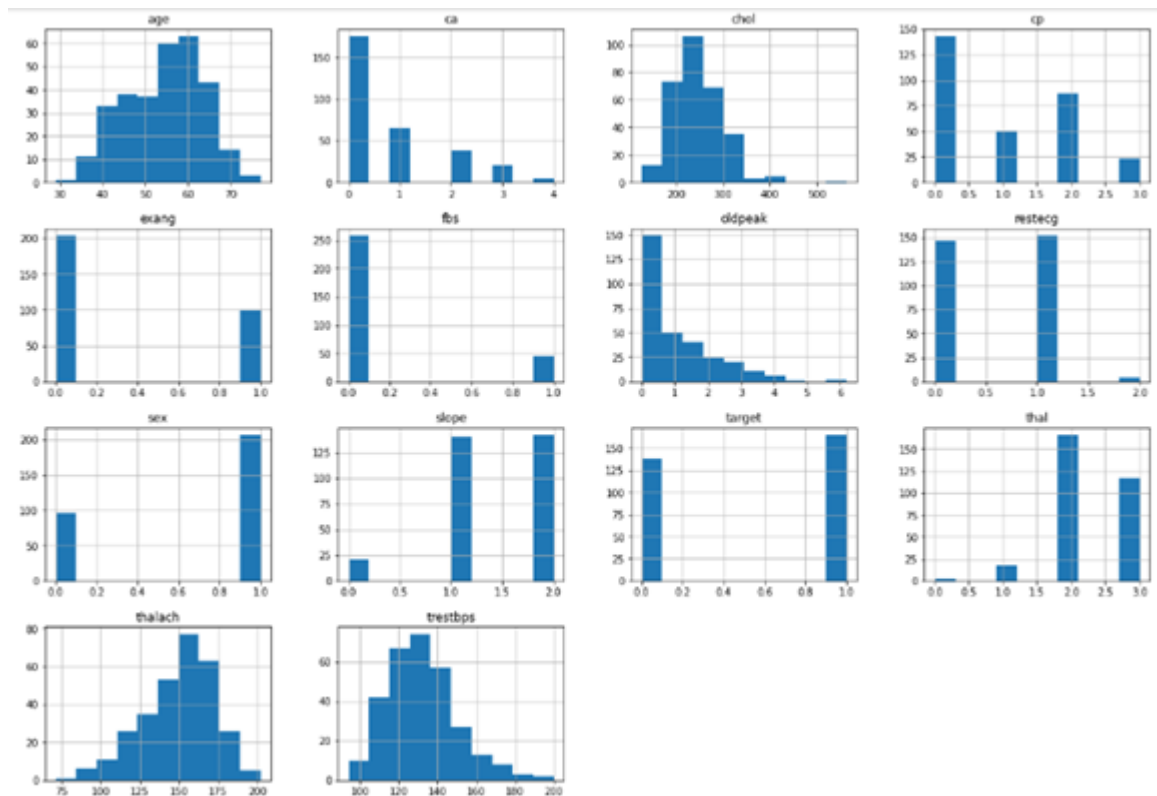 age
60
50
40
30
20
10
0
30 40 50 60 70
ca
150
100
50
0
0 1 2 3 4
chol
100
80
60
40
20
0
200 300 400 500
cp
150
125
100
75
50
25
0
0.0 0.5 1.0 1.5 2.0 2.5 3.0
exang
200
150
100
50
0
0.0 0.2 0.4 0.6 0.8 1.0
fbs
250
200
150
100
50
0
0.0 0.2 0.4 0.6 0.8 1.0
oldpeak
150
125
100
75
50
25
0
0 1 2 3 4 5 6
restecg
150
125
100
75
50
25
0
0.0 0.5 1.0 1.5 2.0
sex
200
150
100
50
0
0.0 0.2 0.4 0.6 0.8 1.0
slope
125
100
75
50
25
0
0.0 0.5 1.0 1.5 2.0
target
150
125
100
75
50
25
0
0.0 0.2 0.4 0.6 0.8 1.0
thal
150
125
100
75
50
25
0
0.0 0.5 1.0 1.5 2.0 2.5 3.0
thalach
80
60
40
20
0
75 100 125 150 175 200
trestbps
60
40
20
0
100 120 140 160 180 200